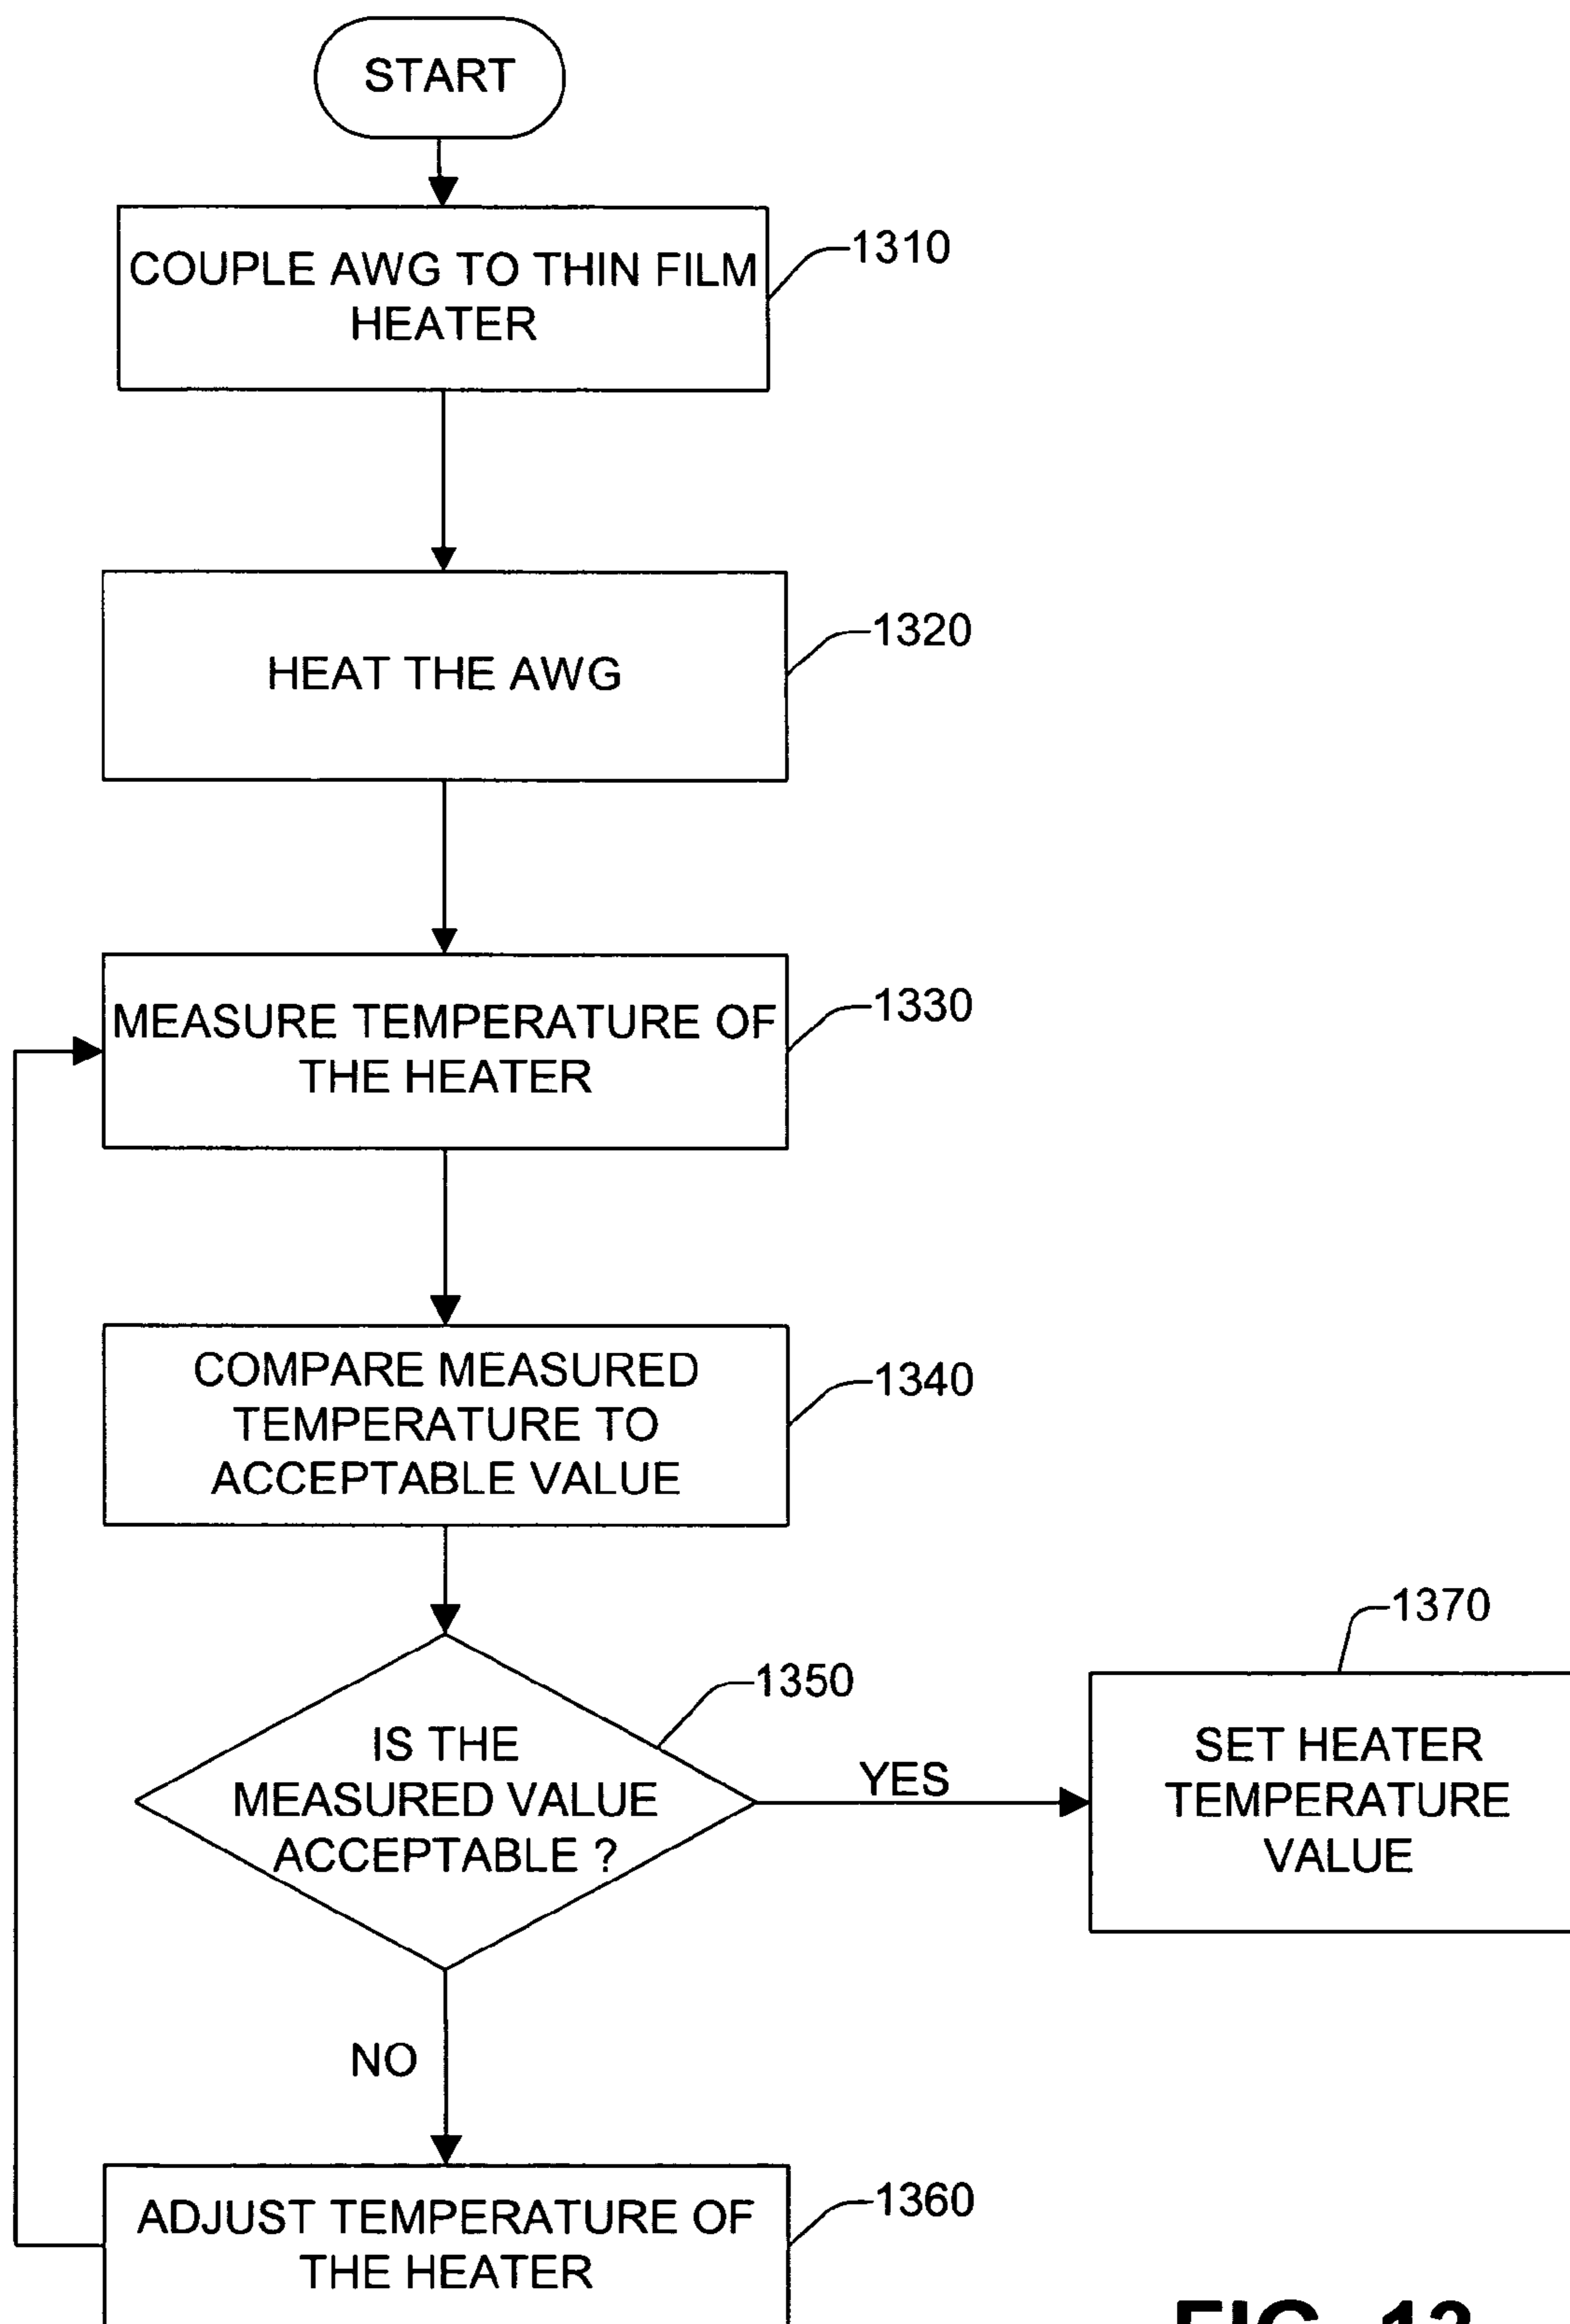 START
COUPLE AWG TO THIN FILM
HEATER
1310
HEAT THE AWG
1320
MEASURE TEMPERATURE OF
THE HEATER
1330
COMPARE MEASURED
TEMPERATURE TO
ACCEPTABLE VALUE
1340
IS THE
MEASURED VALUE
ACCEPTABLE ?
1350
YES
1370
SET HEATER
TEMPERATURE
VALUE
NO
ADJUST TEMPERATURE OF
THE HEATER
1360
FIG. 13